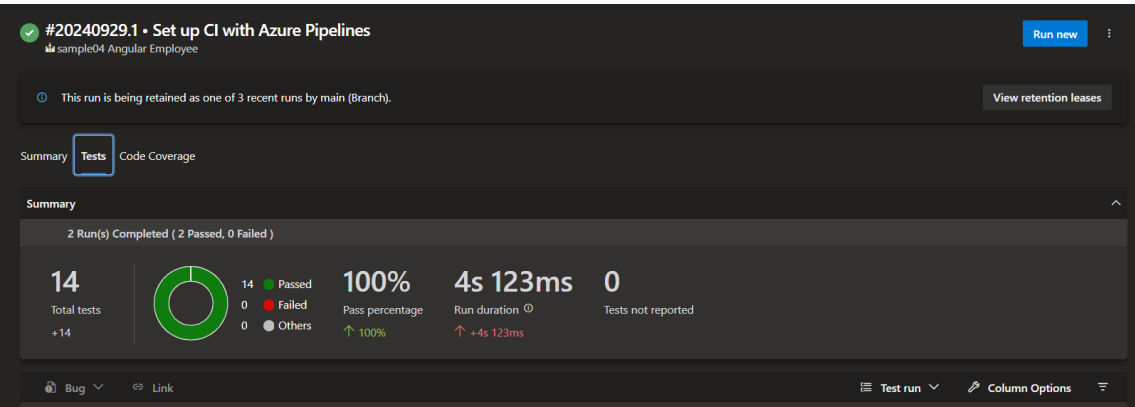 #20240929.1 • Set up CI with Azure Pipelines
sample04 Angular Employee
Run new
This run is being retained as one of 3 recent runs by main (Branch).
View retention leases
Summary Tests Code Coverage
Summary
2 Run(s) Completed ( 2 Passed, 0 Failed )
14
Total tests
+14
14 Passed
0 Failed
0 Others
100%
Pass percentage
↑ 100%
4s 123ms
Run duration
↑ +4s 123ms
0
Tests not reported
Bug Link Test run Column Options